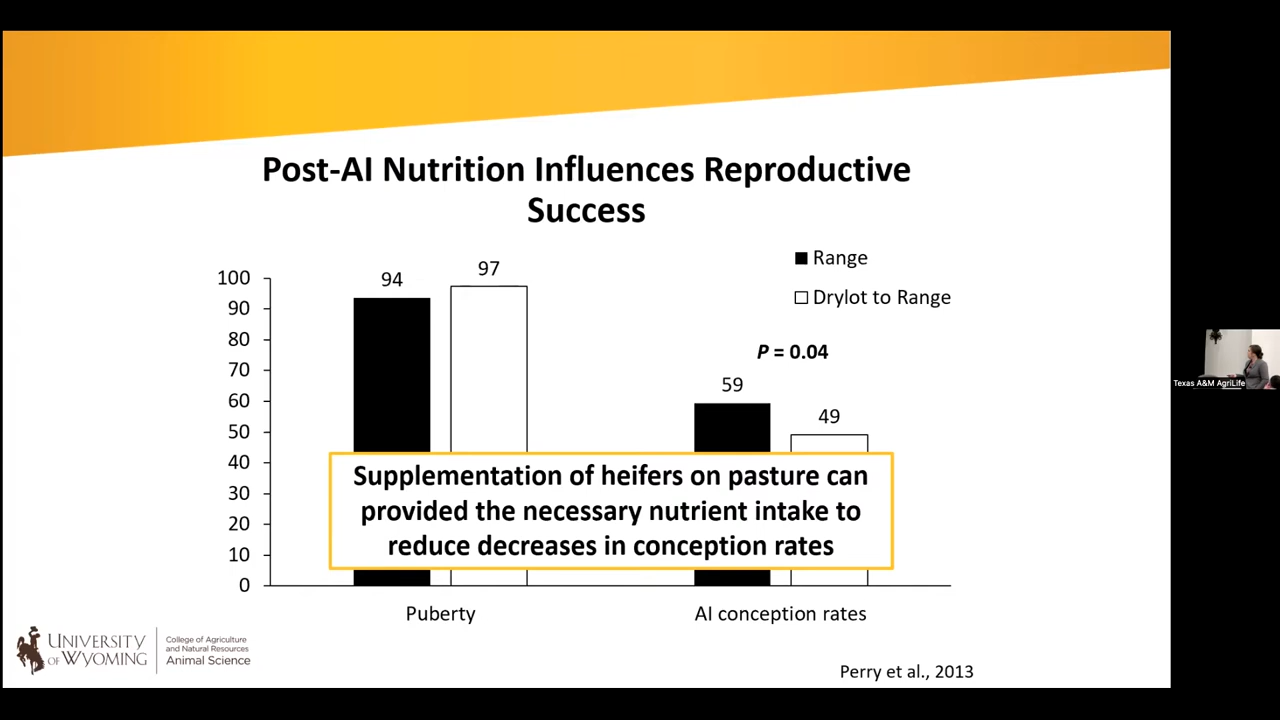 Post-AI Nutrition Influences Reproductive
Success
Range
Drylot to Range
100
90
80
70
60
50
40
30
20
10
0
94
97
P = 0.04
59
49
Supplementation of heifers on pasture can
provided the necessary nutrient intake to
reduce decreases in conception rates
Puberty
AI conception rates
UNIVERSITY
OF WYOMING
College of Agriculture
and Natural Resources
Animal Science
Perry et al., 2013
Texas A&M AgriLife